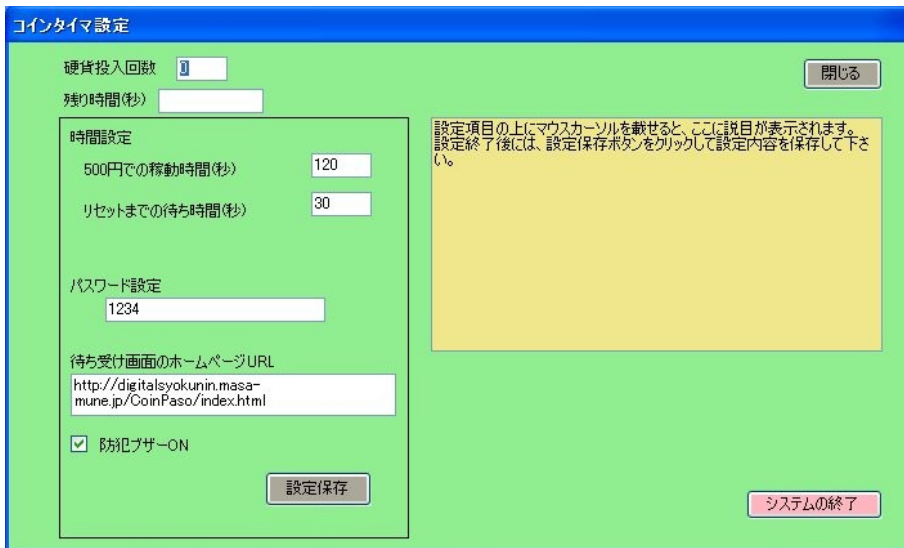 コインタイマ設定
硬貨投入回数 0
閉じる
残り時間(秒)
時間設定
500円での稼動時間(秒) 120
リセットまでの待ち時間(秒) 30
パスワード設定
1234
待ち受け画面のホームページURL
http://digitalsyokunin.masa-
mune.jp/CoinPaso/index.html
防犯ブザーON
設定保存
設定項目の上にマウスカーソルを載せると、ここに説目が表示されます。
設定終了後には、設定保存ボタンをクリックして設定内容を保存して下さ
い。
システムの終了